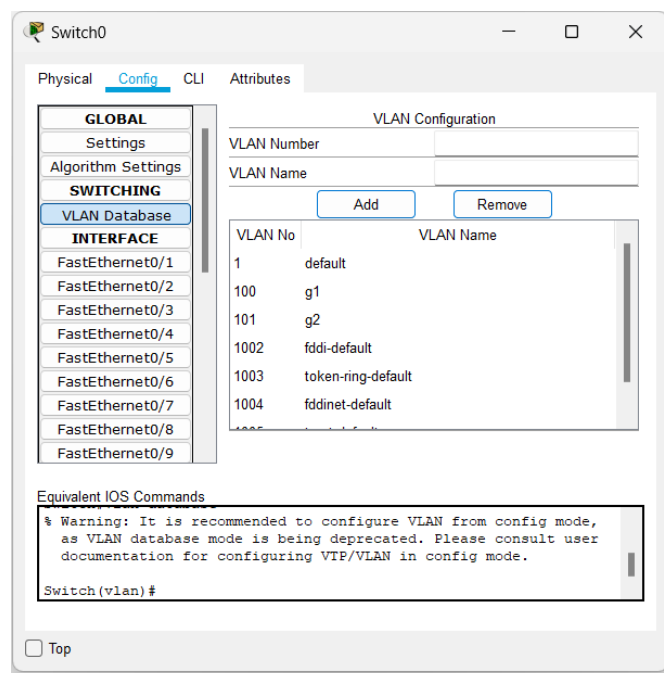 Switch0
Physical Config CLI Attributes
GLOBAL
Settings
Algorithm Settings
SWITCHING
VLAN Database
INTERFACE
FastEthernet0/1
FastEthernet0/2
FastEthernet0/3
FastEthernet0/4
FastEthernet0/5
FastEthernet0/6
FastEthernet0/7
FastEthernet0/8
FastEthernet0/9
VLAN Configuration
VLAN Number
VLAN Name
Add Remove
VLAN No VLAN Name
1 default
100 g1
101 g2
1002 fddi-default
1003 token-ring-default
1004 fddinet-default
Equivalent IOS Commands
% Warning: It is recommended to configure VLAN from config mode,
as VLAN database mode is being deprecated. Please consult user
documentation for configuring VTP/VLAN in config mode.
Switch(vlan)#
Top